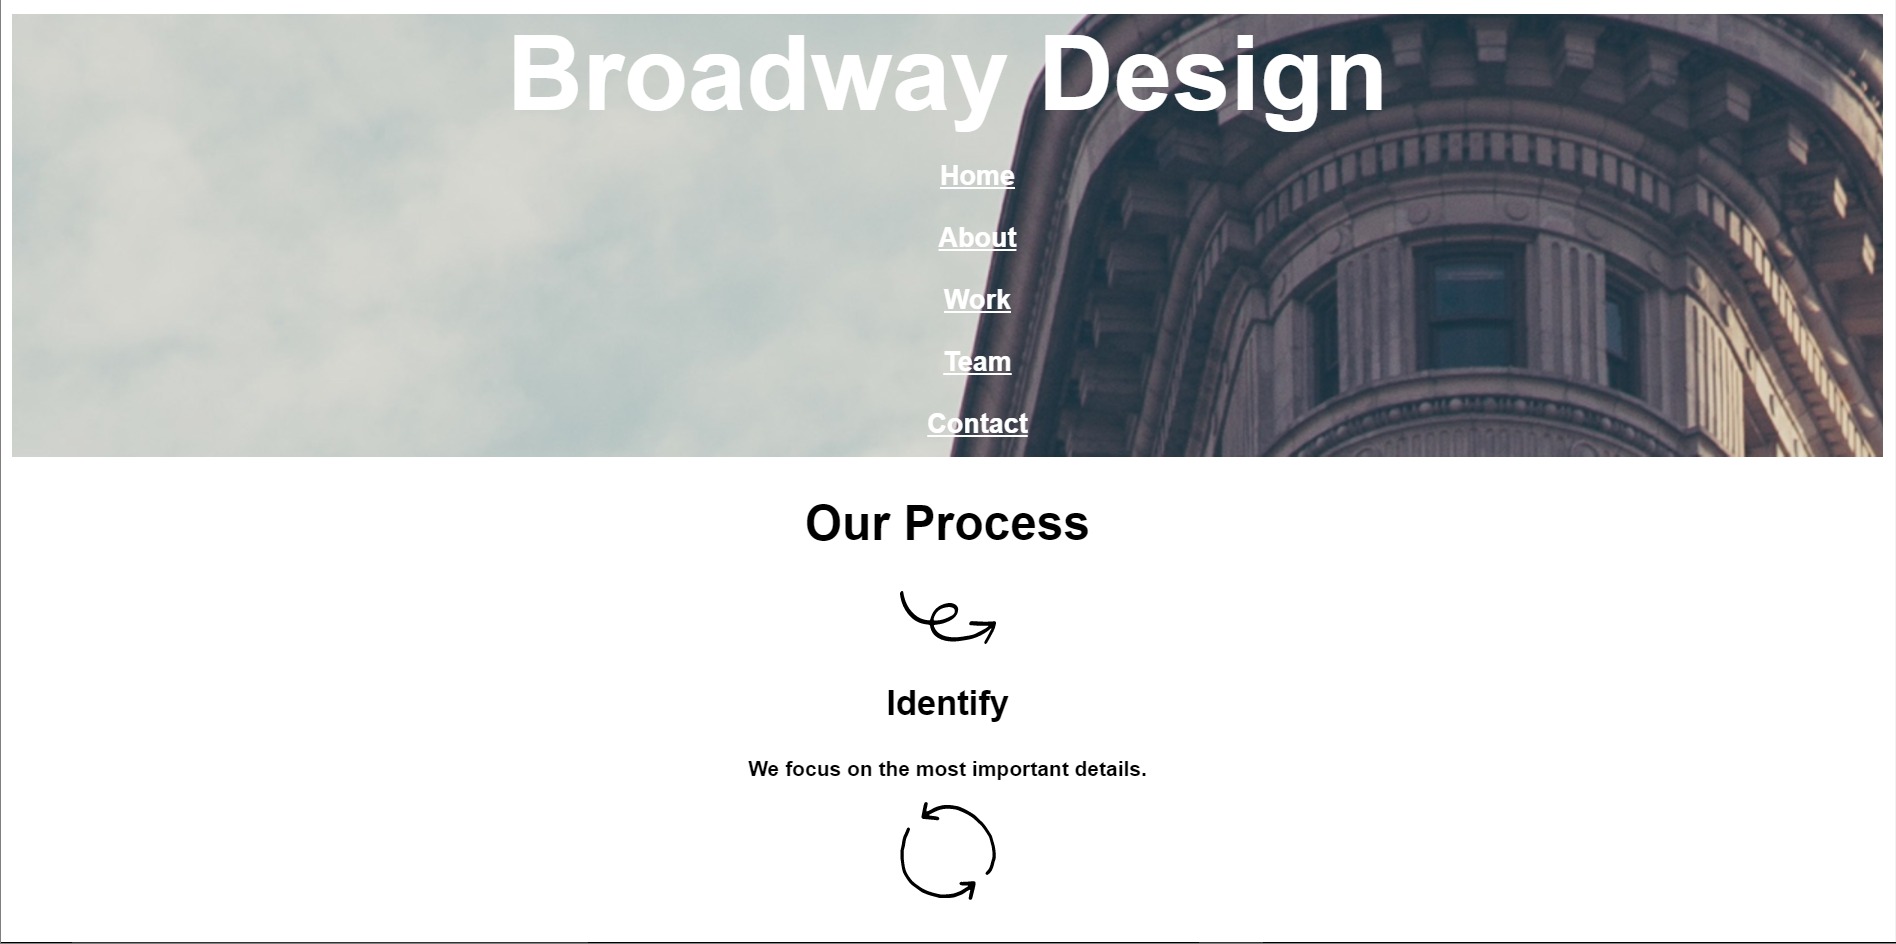 Broadway Design
Home
About
Work
Team
Contact
Our Process
Identify
We focus on the most important details.